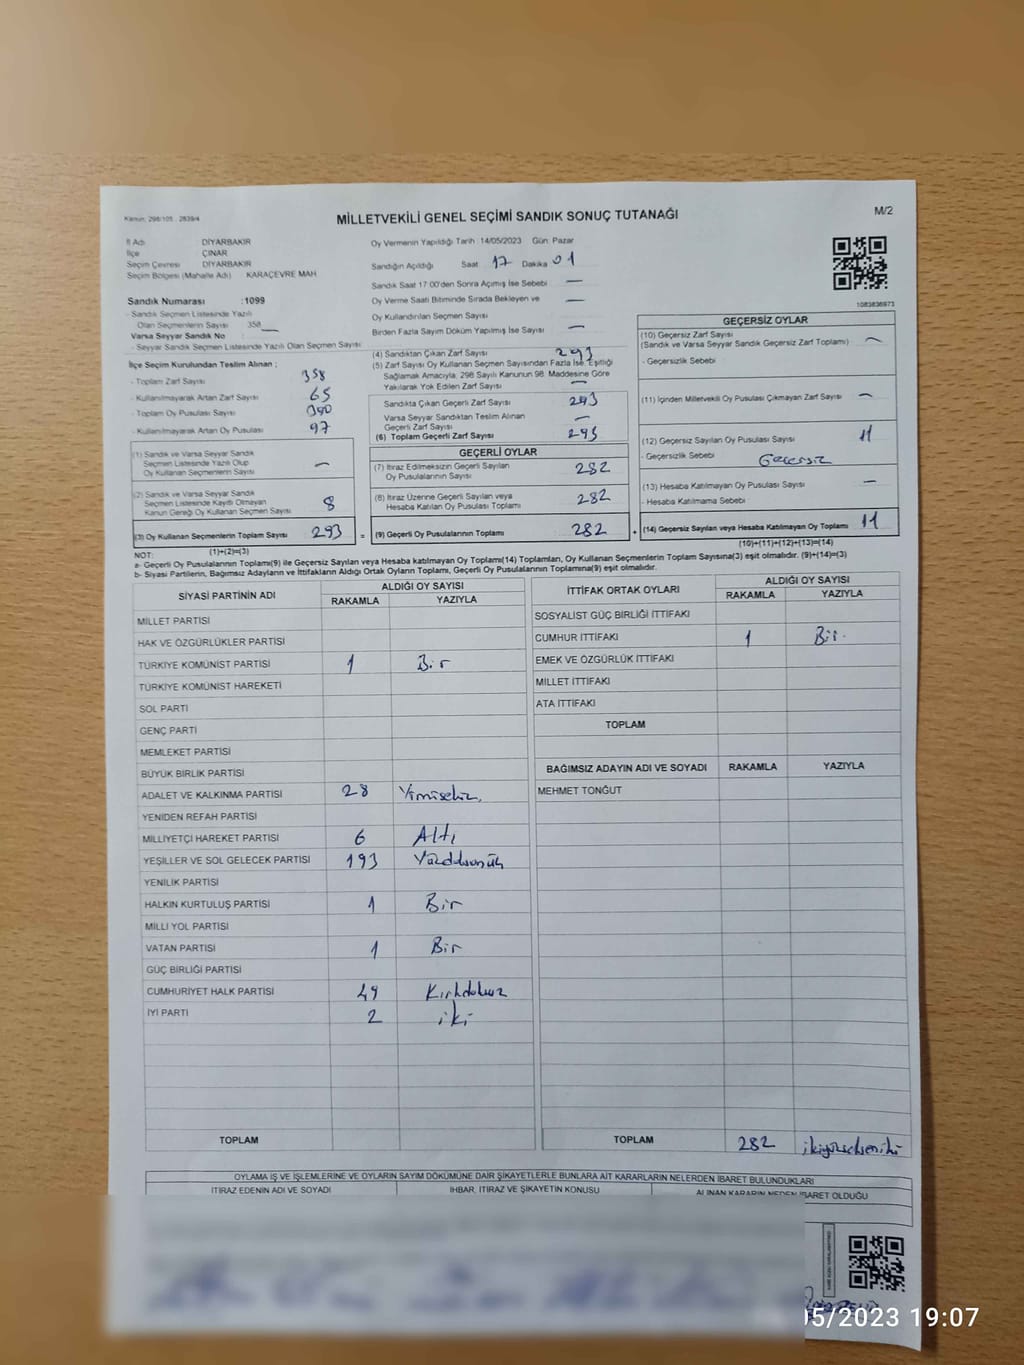 Kanun: 298/105 , 2839/4
MİLLETVEKİLİ GENEL SEÇİMİ SANDIK SONUÇ TUTANAĞI
M/2
İl Adı DİYARBAKIR
İlçe ÇINAR
Seçim Çevresi DİYARBAKIR
Seçim Bölgesi (Mahalle Adı) KARAÇEVRE MAH
Sandık Numarası :1099
- Sandık Seçmen Listesinde Yazılı
Olan Seçmenlerin Sayısı 358
Varsa Seyyar Sandık No :
- Seyyar Sandık Seçmen Listesinde Yazılı Olan Seçmen Sayısı
Oy Vermenin Yapıldığı Tarih :14/05/2023 Gün: Pazar
Sandığın Açıldığı Saat 17 Dakika 01
Sandık Saat 17:00'den Sonra Açılmış İse Sebebi —
Oy Verme Saati Bitiminde Sırada Bekleyen ve —
Oy Kullandırılan Seçmen Sayısı
Birden Fazla Sayım Döküm Yapılmış İse Sayısı —
1083836973
İlçe Seçim Kurulundan Teslim Alınan ;
- Toplam Zarf Sayısı 358
- Kullanılmayarak Artan Zarf Sayısı 65
- Toplam Oy Pusulası Sayısı
- Kullanılmayarak Artan Oy Pusulası 97
(1) Sandık ve Varsa Seyyar Sandık
Seçmen Listesinde Yazılı Olup
Oy Kullanan Seçmenlerin Sayısı —
(2) Sandık ve Varsa Seyyar Sandık
Seçmen Listesinde Kayıtlı Olmayan
Kanun Gereği Oy Kullanan Seçmen Sayısı 8
(3) Oy Kullanan Seçmenlerin Toplam Sayısı 293
(1)+(2)=(3)
(4) Sandıktan Çıkan Zarf Sayısı 293
(5) Zarf Sayısı Oy Kullanan Seçmen Sayısından Fazla İse, Eşitliği
Sağlamak Amacıyla; 298 Sayılı Kanunun 98. Maddesine Göre
Yakılarak Yok Edilen Zarf Sayısı —
Sandıkta Çıkan Geçerli Zarf Sayısı 293
Varsa Seyyar Sandıktan Teslim Alınan
Geçerli Zarf Sayısı —
(6) Toplam Geçerli Zarf Sayısı 293
GEÇERLİ OYLAR
(7) İtiraz Edilmeksizin Geçerli Sayılan
Oy Pusulalarının Sayısı 282
(8) İtiraz Üzerine Geçerli Sayılan veya
Hesaba Katılan Oy Pusulası Toplamı 282
= (9) Geçerli Oy Pusulalarının Toplamı 282
GEÇERSİZ OYLAR
(10) Geçersiz Zarf Sayısı
(Sandık ve Varsa Seyyar Sandık Geçersiz Zarf Toplamı) —
- Geçersizlik Sebebi
(11) İçinden Milletvekili Oy Pusulası Çıkmayan Zarf Sayısı —
(12) Geçersiz Sayılan Oy Pusulası Sayısı 11
- Geçersizlik Sebebi Geçersiz
(13) Hesaba Katılmayan Oy Pusulası Sayısı —
- Hesaba Katılmama Sebebi
+ (14) Geçersiz Sayılan veya Hesaba Katılmayan Oy Toplamı 11
(10)+(11)+(12)+(13)=(14)
NOT:
a- Geçerli Oy Pusulalarının Toplamı(9) ile Geçersiz Sayılan veya Hesaba katılmayan Oy Toplamı(14) Toplamları, Oy Kullanan Seçmenlerin Toplam Sayısına(3) eşit olmalıdır. (9)+(14)=(3)
b- Siyasi Partilerin, Bağımsız Adayların ve İttifakların Aldığı Ortak Oyların Toplamı, Geçerli Oy Pusulalarının Toplamına(9) eşit olmalıdır.
SİYASİ PARTİNİN ADI ALDIĞI OY SAYISI
RAKAMLA YAZIYLA
MİLLET PARTİSİ
HAK VE ÖZGÜRLÜKLER PARTİSİ
TÜRKİYE KOMÜNİST PARTİSİ 1 Bir
TÜRKİYE KOMÜNİST HAREKETİ
SOL PARTİ
GENÇ PARTİ
MEMLEKET PARTİSİ
BÜYÜK BİRLİK PARTİSİ
ADALET VE KALKINMA PARTİSİ 28
YENİDEN REFAH PARTİSİ
MİLLİYETÇİ HAREKET PARTİSİ 6 Altı
YEŞİLLER VE SOL GELECEK PARTİSİ 193
YENİLİK PARTİSİ
HALKIN KURTULUŞ PARTİSİ 1 Bir
MİLLİ YOL PARTİSİ
VATAN PARTİSİ 1 Bir
GÜÇ BİRLİĞİ PARTİSİ
CUMHURİYET HALK PARTİSİ 49 Kırkdokuz
İYİ PARTİ 2 iki
TOPLAM
İTTİFAK ORTAK OYLARI ALDIĞI OY SAYISI
RAKAMLA YAZIYLA
SOSYALİST GÜÇ BİRLİĞİ İTTİFAKI
CUMHUR İTTİFAKI 1 Bir.
EMEK VE ÖZGÜRLÜK İTTİFAKI
MİLLET İTTİFAKI
ATA İTTİFAKI
TOPLAM
BAĞIMSIZ ADAYIN ADI VE SOYADI RAKAMLA YAZIYLA
MEHMET TONĞUT
TOPLAM 282 ikiyüzsekseniki
OYLAMA İŞ VE İŞLEMLERİNE VE OYLARIN SAYIM DÖKÜMÜNE DAİR ŞİKAYETLERLE BUNLARA AİT KARARLARIN NELERDEN İBARET BULUNDUKLARI
İTİRAZ EDENİN ADI VE SOYADI İHBAR, İTİRAZ VE ŞİKAYETİN KONUSU ALINAN KARARIN NEDEN İBARET OLDUĞU
05/2023 19:07